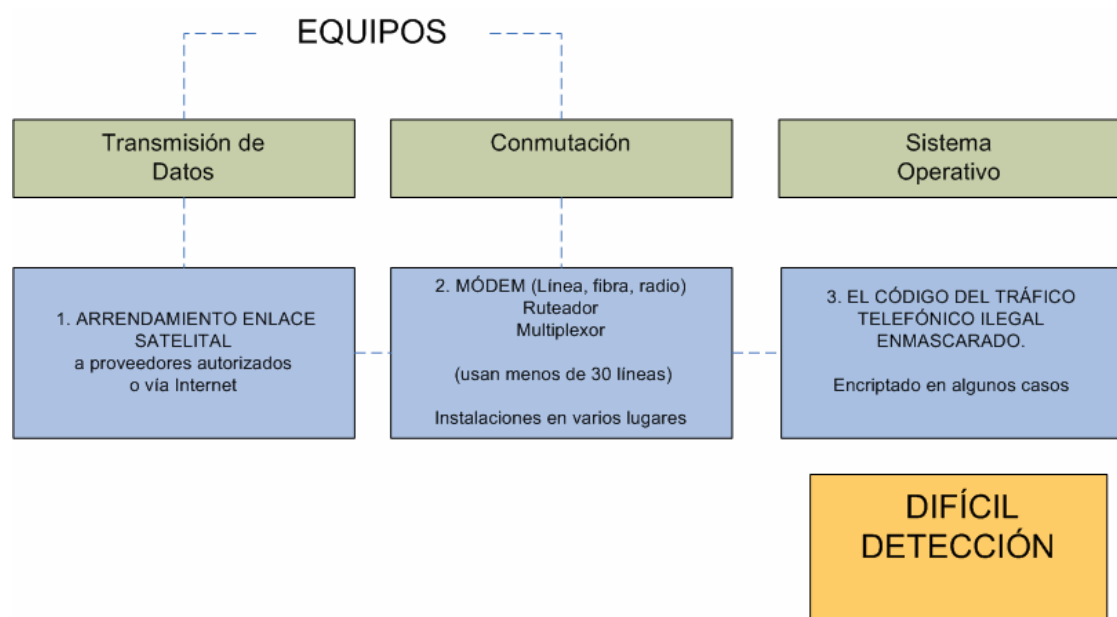 EQUIPOS
Transmisión de
Datos
Conmutación
Sistema
Operativo
1. ARRENDAMIENTO ENLACE
SATELITAL
a proveedores autorizados
o vía Internet
2. MÓDEM (Línea, fibra, radio)
Ruteador
Multiplexor
(usan menos de 30 líneas)
Instalaciones en varios lugares
3. EL CÓDIGO DEL TRÁFICO
TELEFÓNICO ILEGAL
ENMASCARADO.
Encriptado en algunos casos
DIFÍCIL
DETECCIÓN